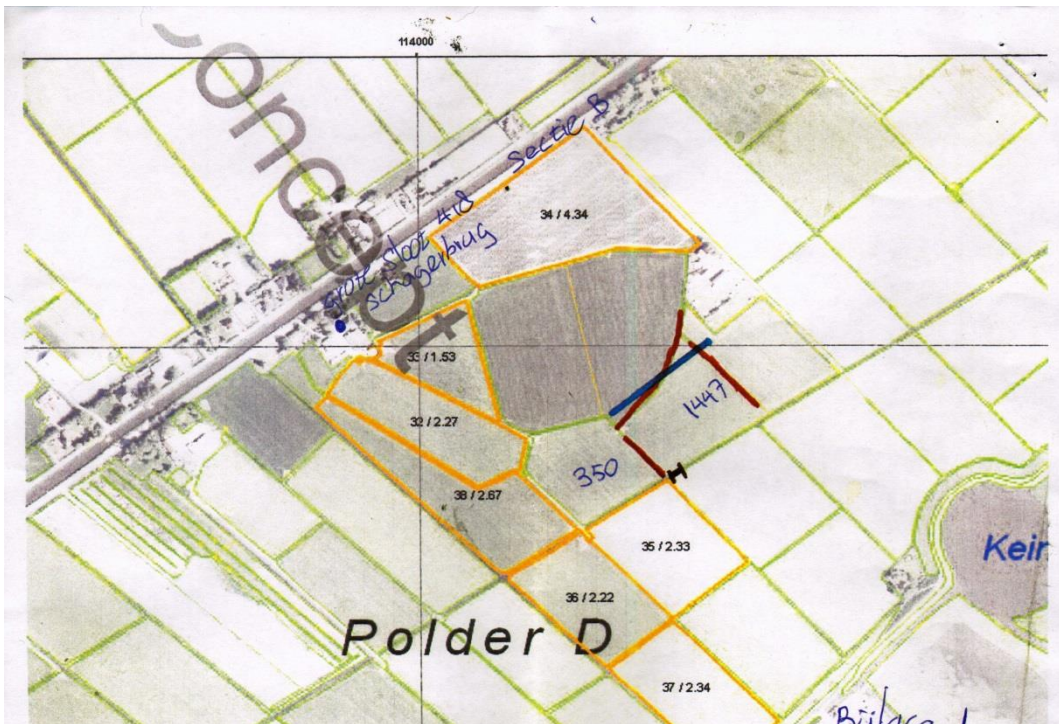 114000
Concept
Sectie B
grote sloot 418
schagerbrug
34 / 4.34
33 / 1.53
32 / 2.27
1447
350
38 / 2.67
35 / 2.33
Keir
36 / 2.22
Polder D
37 / 2.34